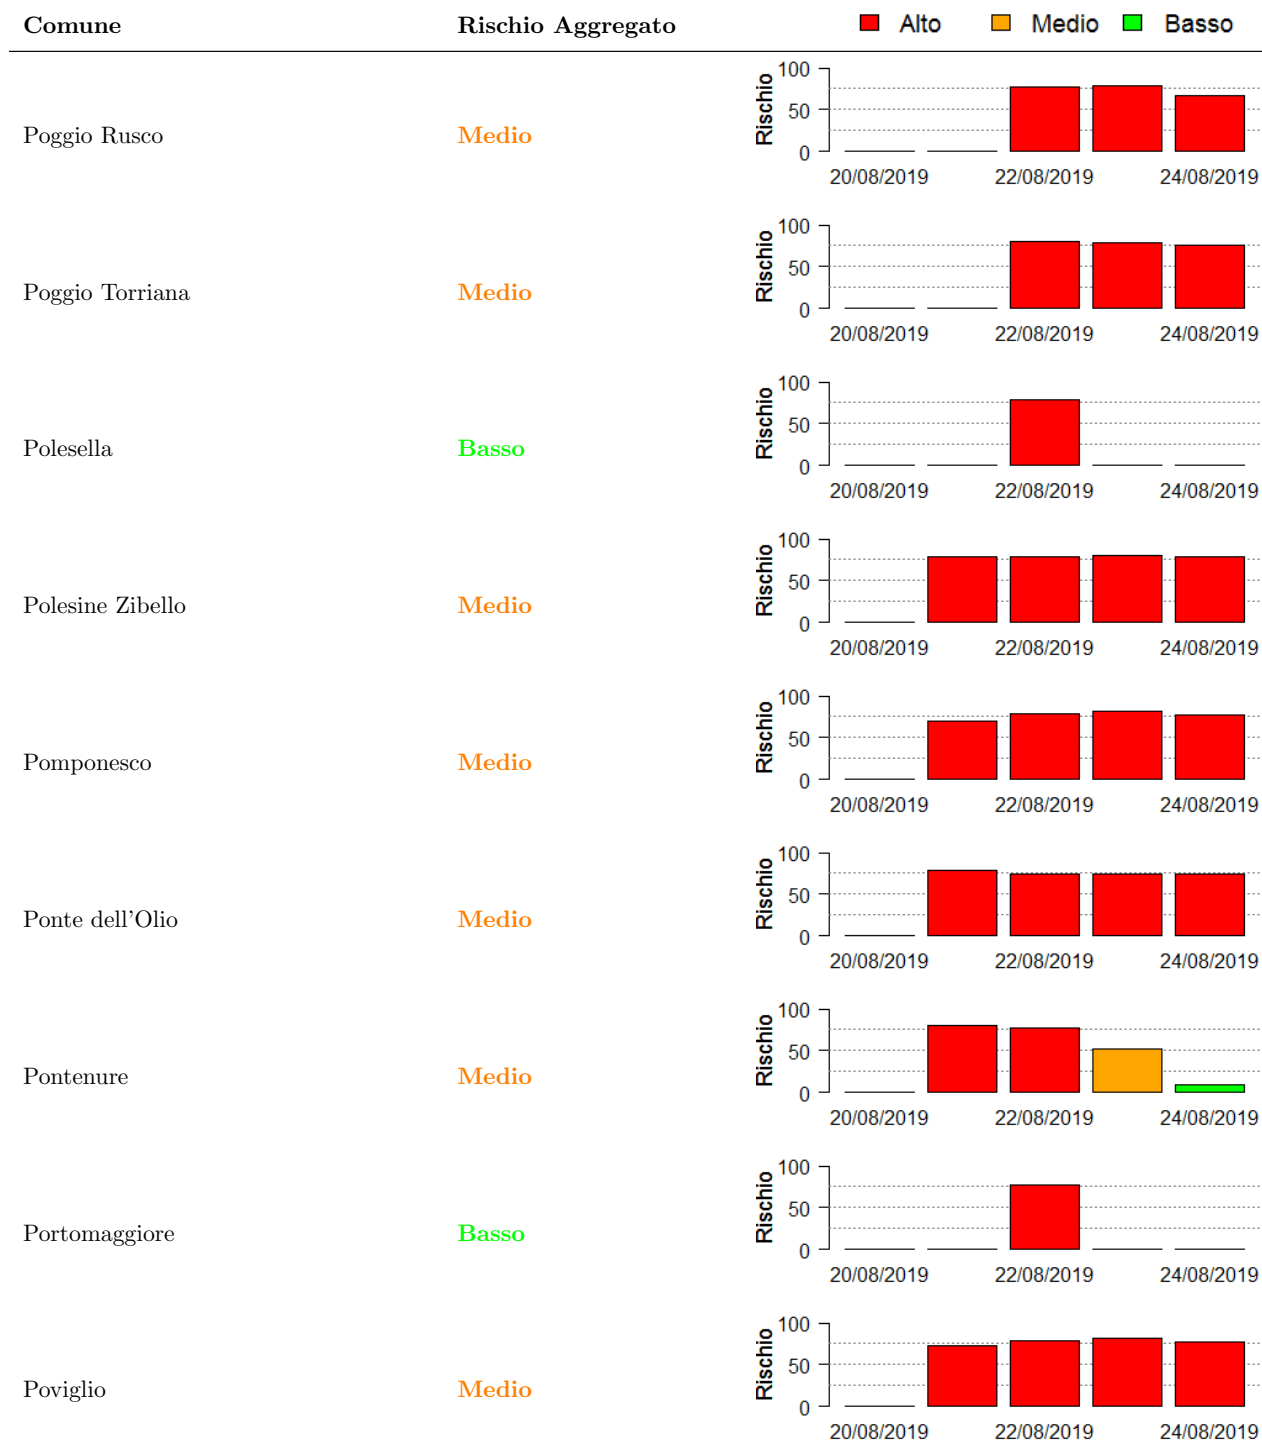 Comune Rischio Aggregato Alto Medio Basso
100
50
0
Rischio
Poggio Rusco Medio
20/08/2019 22/08/2019 24/08/2019
100
50
0
Rischio
Poggio Torriana Medio
20/08/2019 22/08/2019 24/08/2019
100
50
0
Rischio
Polesella Basso
20/08/2019 22/08/2019 24/08/2019
100
50
0
Rischio
Polesine Zibello Medio
20/08/2019 22/08/2019 24/08/2019
100
50
0
Rischio
Pomponesco Medio
20/08/2019 22/08/2019 24/08/2019
100
50
0
Rischio
Ponte dell'Olio Medio
20/08/2019 22/08/2019 24/08/2019
100
50
0
Rischio
Pontenure Medio
20/08/2019 22/08/2019 24/08/2019
100
50
0
Rischio
Portomaggiore Basso
20/08/2019 22/08/2019 24/08/2019
100
50
0
Rischio
Poviglio Medio
20/08/2019 22/08/2019 24/08/2019